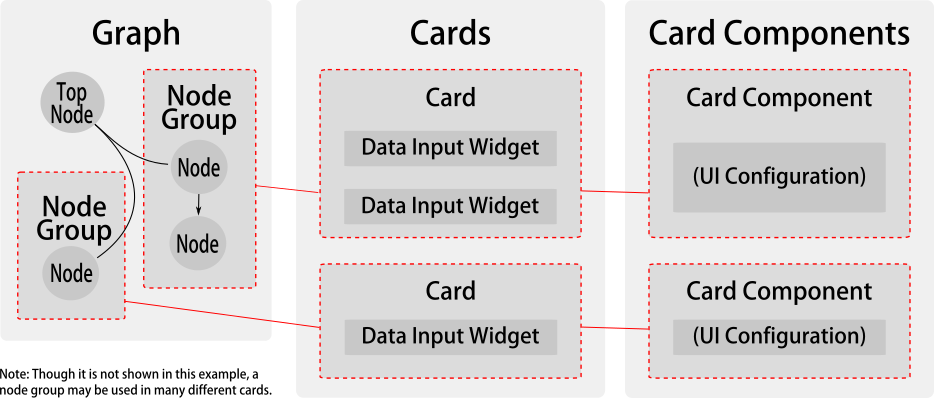 Graph
Top
Node
Node
Group
Node
Node
Node
Group
Node
Note: Though it is not shown in this example, a
node group may be used in many different cards.
Cards
Card
Data Input Widget
Data Input Widget
Card
Data Input Widget
Card Components
Card Component
(UI Configuration)
Card Component
(UI Configuration)